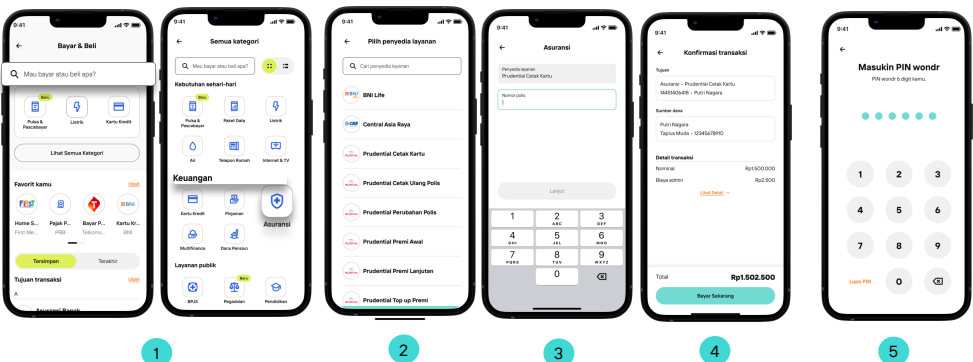 9:41
Bayar & Beli
Mau bayar atau beli apa?
Baru
Pulsa &
Pascabayar
Listrik
Kartu Kredit
Lihat Semua Kategori
Favorit kamu
Ubah
FIRST
BNI
Home S...
First Me...
Pajak P...
PBB
Bayar P...
Telkoms...
Kartu Kr...
BNI
Tersimpan
Terakhir
Tujuan transaksi
Ubah
A
Asuransi Banak
9:41
Semua kategori
Mau bayar atau beli apa?
Kebutuhan sehari-hari
Baru
Pulsa &
Pascabayar
Paket Data
Listrik
Air
Telepon Rumah
Internet & TV
Keuangan
Kartu Kredit
Pinjaman
Asuransi
Multifinance
Dana Pensiun
Layanan publik
Baru
BPJS
Pegadaian
Pendidikan
1
9:41
Pilih penyedia layanan
Cari penyedia layanan
BNI
BNI Life
CAR
Central Asia Raya
Prudential Cetak Kartu
Prudential Cetak Ulang Polis
Prudential Perubahan Polis
Prudential Premi Awal
Prudential Premi Lanjutan
Prudential Top up Premi
2
9:41
Asuransi
Penyedia layanan
Prudential Cetak Kartu
Nomor polis
Lanjut
1
2
ABC
3
DEF
4
GHI
5
JKL
6
MNO
7
PQRS
8
TUV
9
WXYZ
0
3
9:41
Konfirmasi transaksi
Tujuan
Asuransi - Prudential Cetak Kartu
14451406418 - Putri Nagara
Sumber dana
Putri Nagara
Taplus Muda - 12345678910
Detail transaksi
Nominal
Rp1.500.000
Biaya admin
Rp2.500
Lihat Detail
Total
Rp1.502.500
Bayar Sekarang
4
9:41
Masukin PIN wondr
PIN wondr 6 digit kamu.
1
2
3
4
5
6
7
8
9
Lupa PIN
0
5